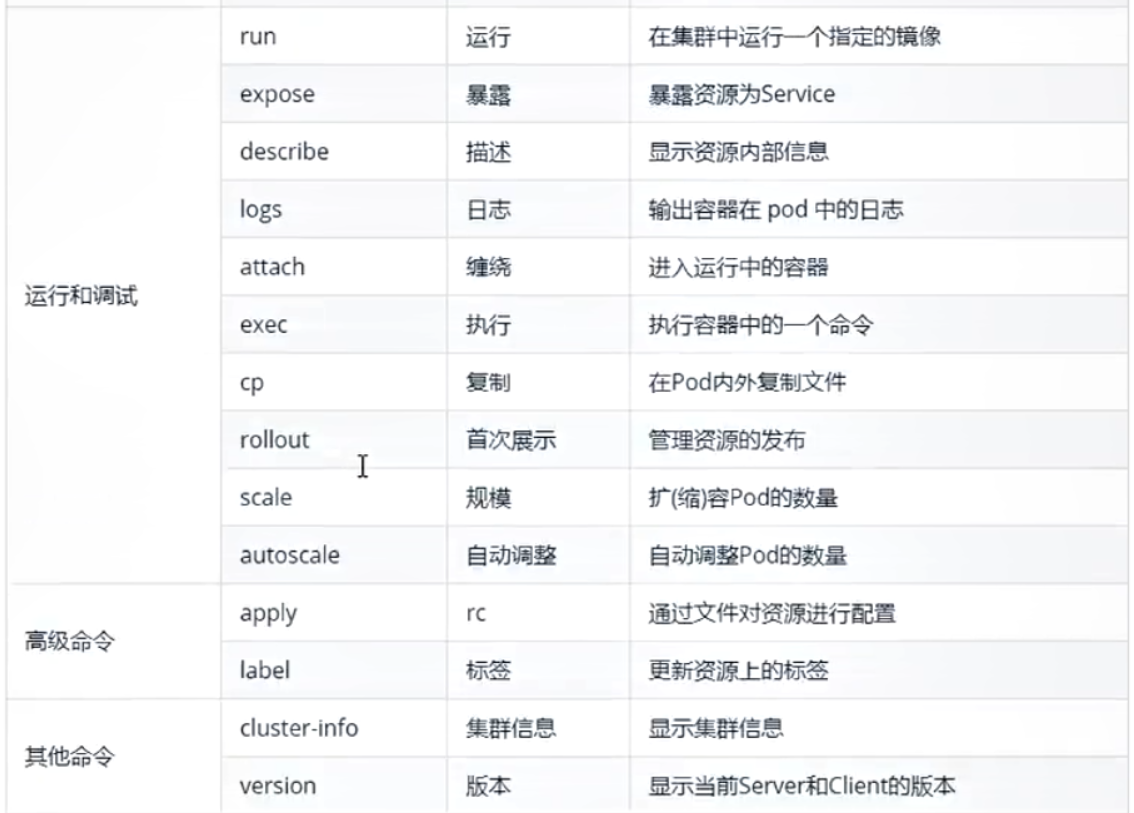 运行和调试
run 运行 在集群中运行一个指定的镜像
expose 暴露 暴露资源为Service
describe 描述 显示资源内部信息
logs 日志 输出容器在 pod 中的日志
attach 缠绕 进入运行中的容器
exec 执行 执行容器中的一个命令
cp 复制 在Pod内外复制文件
rollout 首次展示 管理资源的发布
scale 规模 扩(缩)容Pod的数量
autoscale 自动调整 自动调整Pod的数量
高级命令
apply rc 通过文件对资源进行配置
label 标签 更新资源上的标签
其他命令
cluster-info 集群信息 显示集群信息
version 版本 显示当前Server和Client的版本